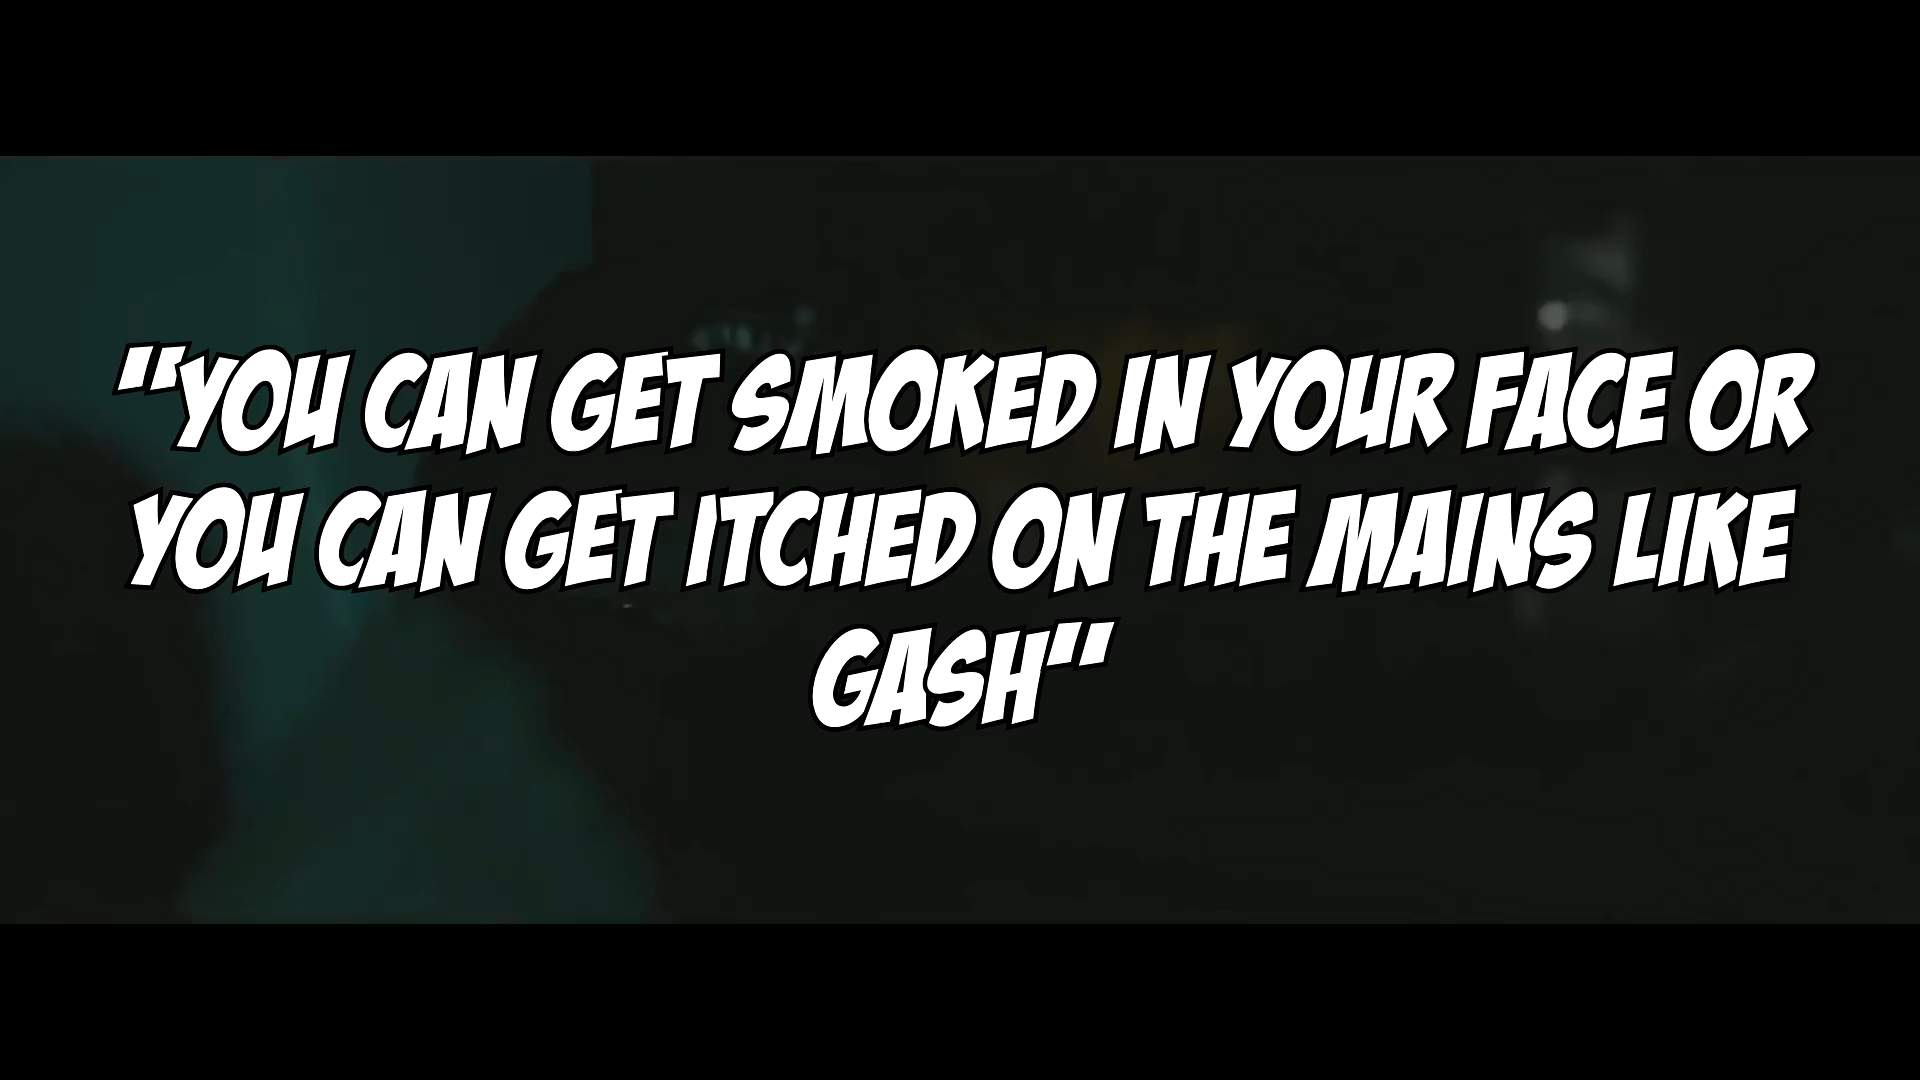 "YOU CAN GET SMOKED IN YOUR FACE OR
YOU CAN GET ITCHED ON THE MAINS LIKE
GASH"